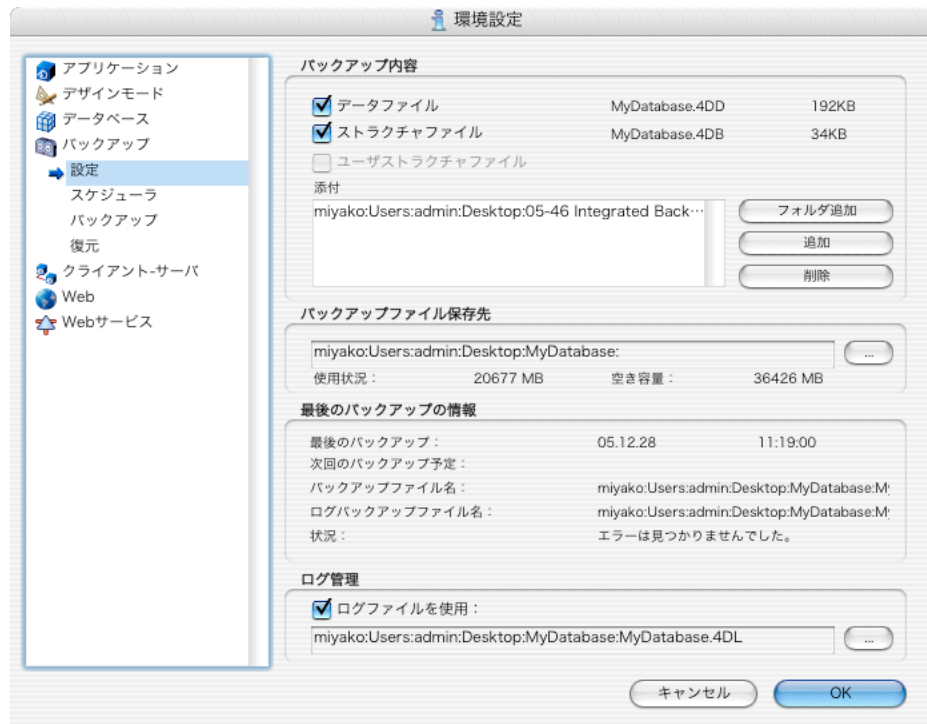 環境設定
アプリケーション
デザインモード
データベース
バックアップ
設定
スケジューラ
バックアップ
復元
クライアント-サーバ
Web
Webサービス
バックアップ内容
データファイル MyDatabase.4DD 192KB
ストラクチャファイル MyDatabase.4DB 34KB
ユーザストラクチャファイル
添付
miyako:Users:admin:Desktop:05-46 Integrated Back…
フォルダ追加
追加
削除
バックアップファイル保存先
miyako:Users:admin:Desktop:MyDatabase:
...
使用状況： 20677 MB 空き容量： 36426 MB
最後のバックアップの情報
最後のバックアップ： 05.12.28 11:19:00
次回のバックアップ予定：
バックアップファイル名： miyako:Users:admin:Desktop:MyDatabase:M
ログバックアップファイル名： miyako:Users:admin:Desktop:MyDatabase:M
状況： エラーは見つかりませんでした。
ログ管理
ログファイルを使用：
miyako:Users:admin:Desktop:MyDatabase:MyDatabase.4DL
...
キャンセル
OK